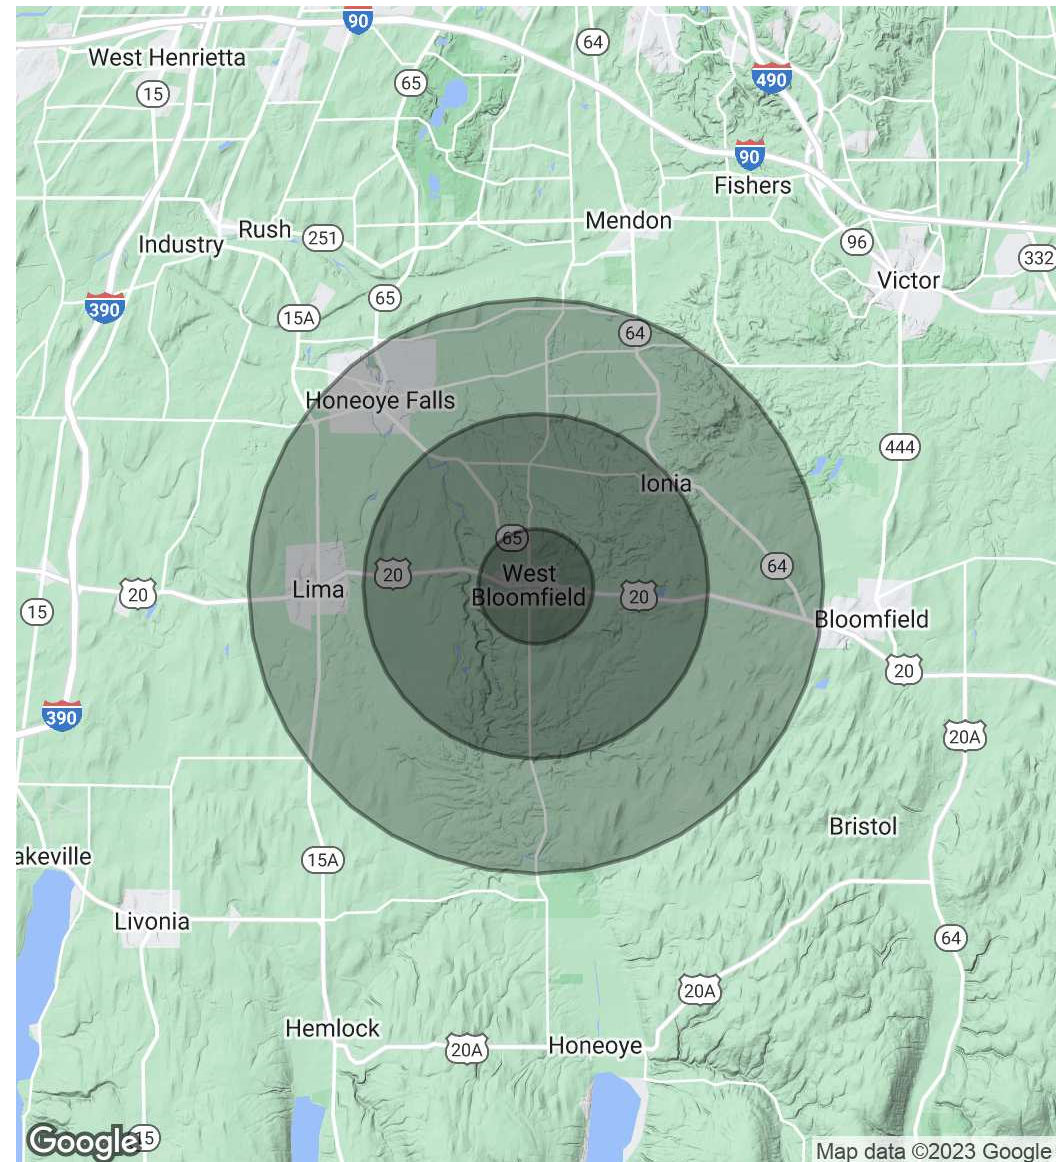 90
64
West Henrietta
490
65
15
90
Fishers
Mendon
Rush
251
Industry
96
332
Victor
65
390
15A
64
Honeoye Falls
444
Ionia
65
64
West
20
Bloomfield
Lima
20
20
15
Bloomfield
20
390
20A
Bristol
akeville
15A
Livonia
64
20A
Hemlock
20A
Honeoye
Google
15
Map data ©2023 Google